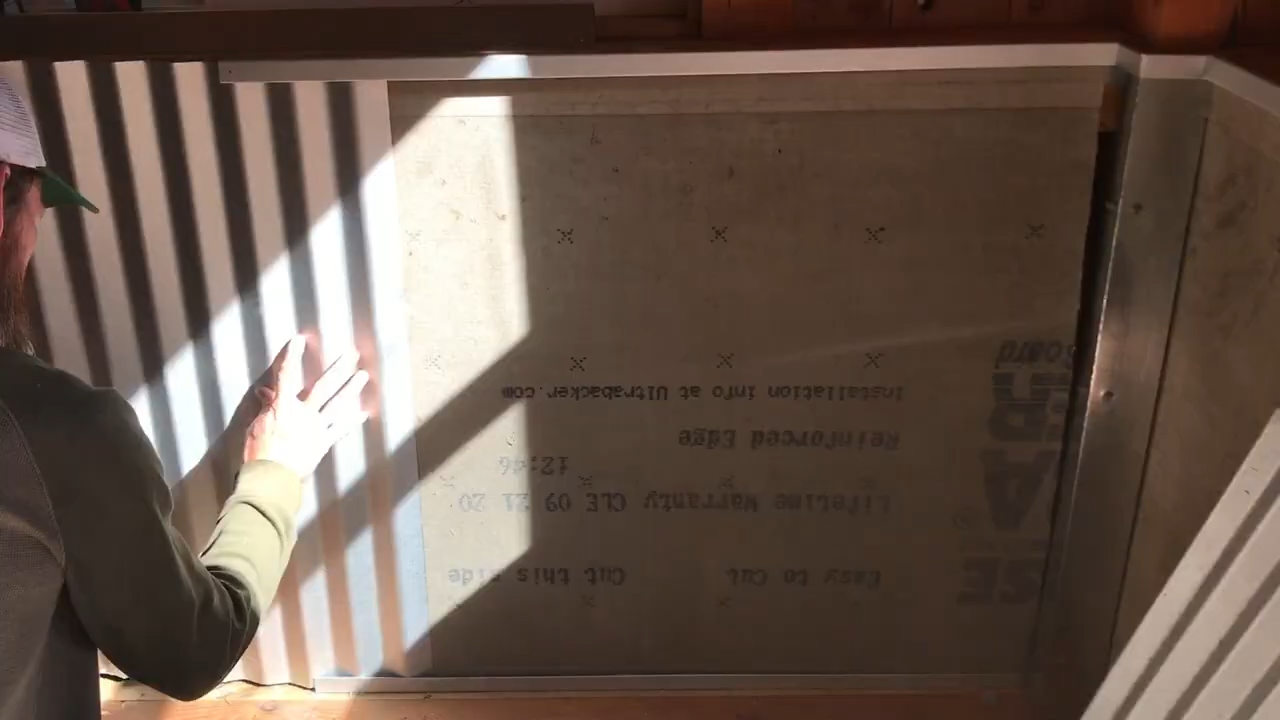 Easy to Cut Cut this side
Lifetime Warranty CLE 09 21 20
12:46
Reinforced Edge
Installation info at Ultrabacker.com
Board